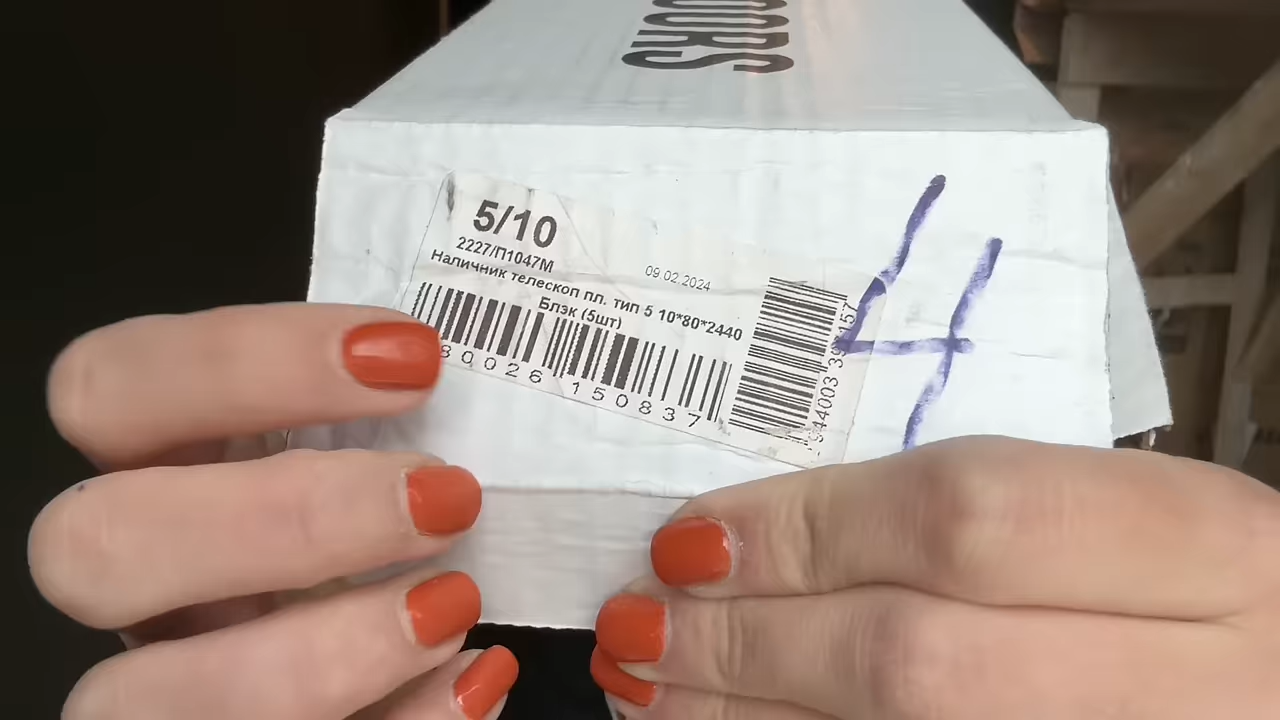 OORS
5/10
2227/П1047М
09.02.2024
Наличник телескоп пл. тип 5 10*80*2440
Блэк (5шт)
80026 150837
4